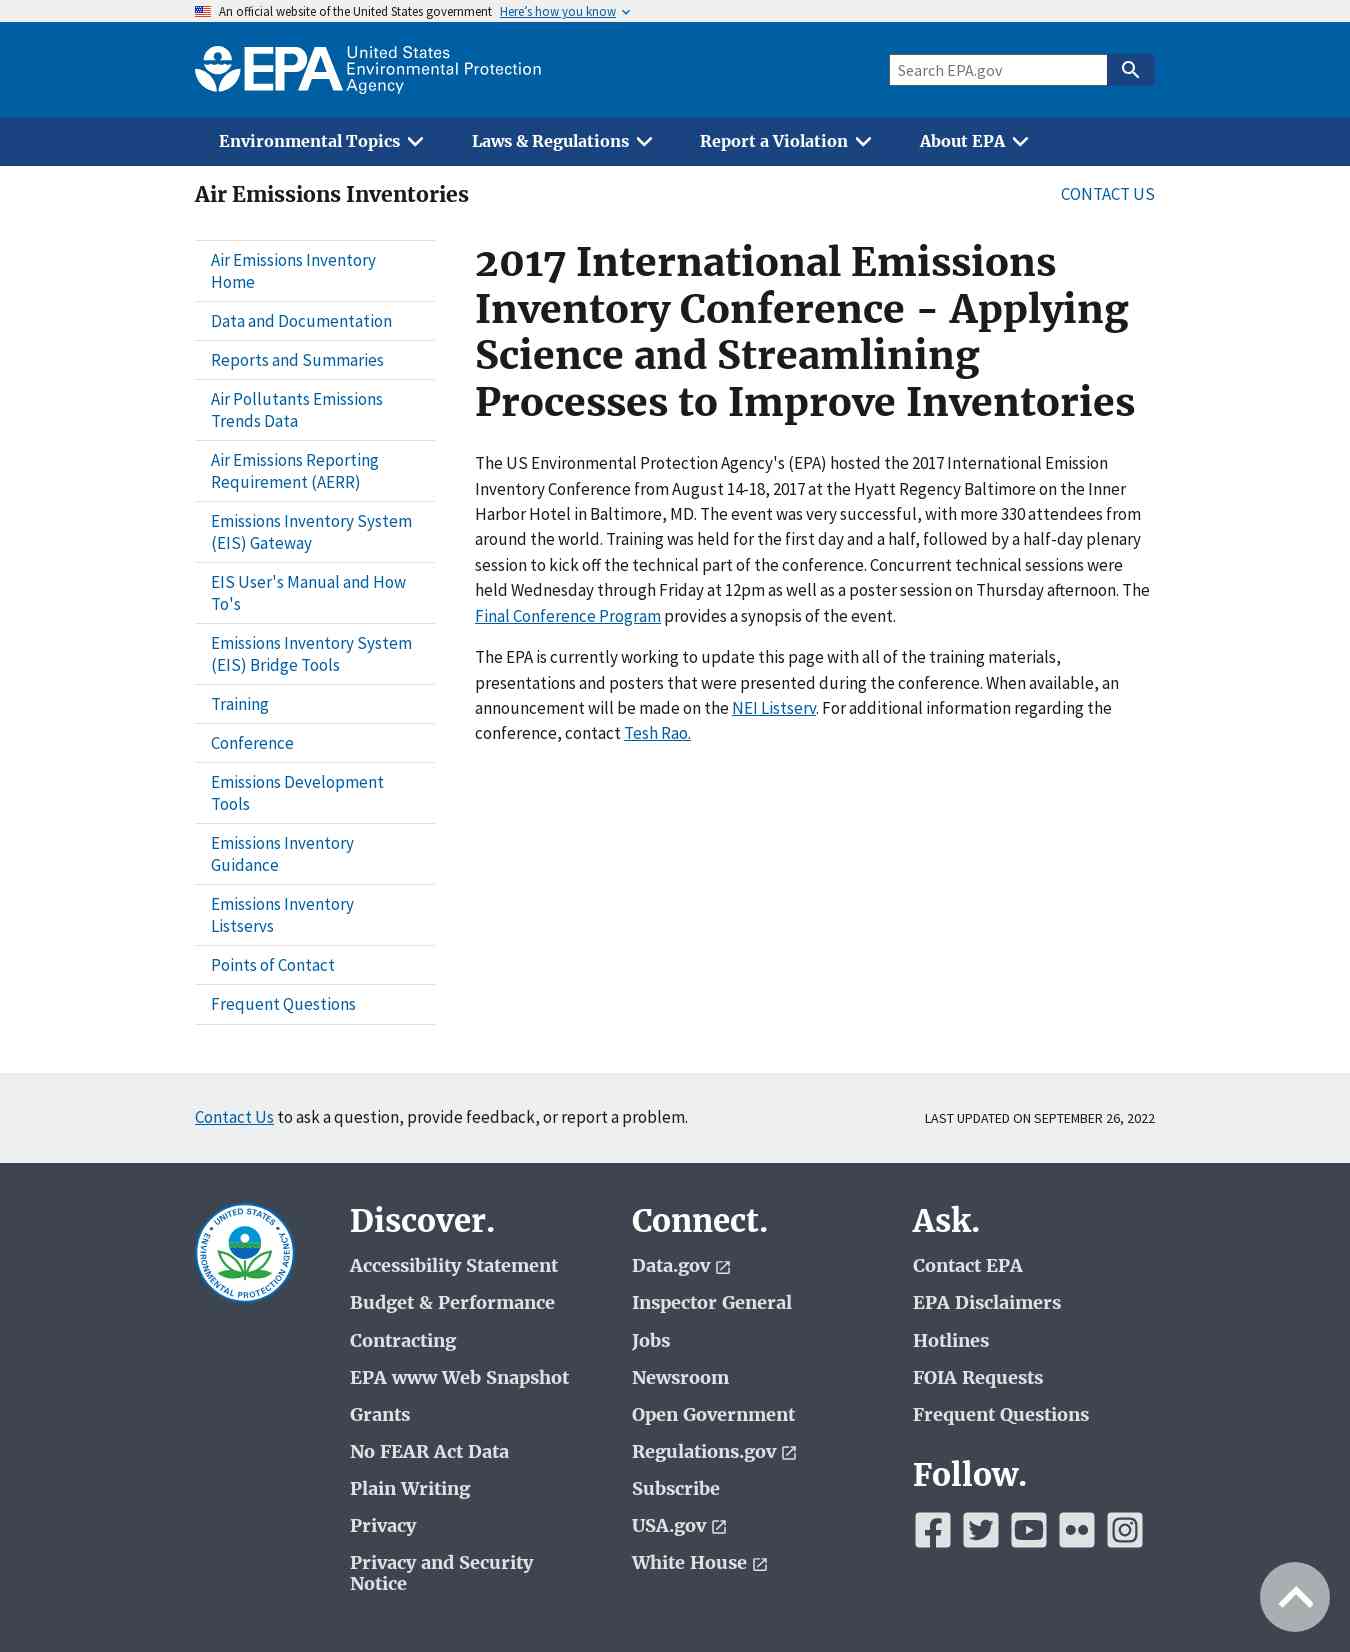 An official website of the United States government Here's how you know
EPA United States
Environmental Protection
Agency
Search EPA.gov
Environmental Topics
Laws & Regulations
Report a Violation
About EPA
Air Emissions Inventories
CONTACT US
Air Emissions Inventory
Home
Data and Documentation
Reports and Summaries
Air Pollutants Emissions
Trends Data
Air Emissions Reporting
Requirement (AERR)
Emissions Inventory System
(EIS) Gateway
EIS User's Manual and How
To's
Emissions Inventory System
(EIS) Bridge Tools
Training
Conference
Emissions Development
Tools
Emissions Inventory
Guidance
Emissions Inventory
Listservs
Points of Contact
Frequent Questions
2017 International Emissions
Inventory Conference - Applying
Science and Streamlining
Processes to Improve Inventories
The US Environmental Protection Agency's (EPA) hosted the 2017 International Emission
Inventory Conference from August 14-18, 2017 at the Hyatt Regency Baltimore on the Inner
Harbor Hotel in Baltimore, MD. The event was very successful, with more 330 attendees from
around the world. Training was held for the first day and a half, followed by a half-day plenary
session to kick off the technical part of the conference. Concurrent technical sessions were
held Wednesday through Friday at 12pm as well as a poster session on Thursday afternoon. The
Final Conference Program provides a synopsis of the event.
The EPA is currently working to update this page with all of the training materials,
presentations and posters that were presented during the conference. When available, an
announcement will be made on the NEI Listserv. For additional information regarding the
conference, contact Tesh Rao.
Contact Us to ask a question, provide feedback, or report a problem.
LAST UPDATED ON SEPTEMBER 26, 2022
UNITED STATES
ENVIRONMENTAL PROTECTION AGENCY
Discover.
Accessibility Statement
Budget & Performance
Contracting
EPA www Web Snapshot
Grants
No FEAR Act Data
Plain Writing
Privacy
Privacy and Security
Notice
Connect.
Data.gov
Inspector General
Jobs
Newsroom
Open Government
Regulations.gov
Subscribe
USA.gov
White House
Ask.
Contact EPA
EPA Disclaimers
Hotlines
FOIA Requests
Frequent Questions
Follow.